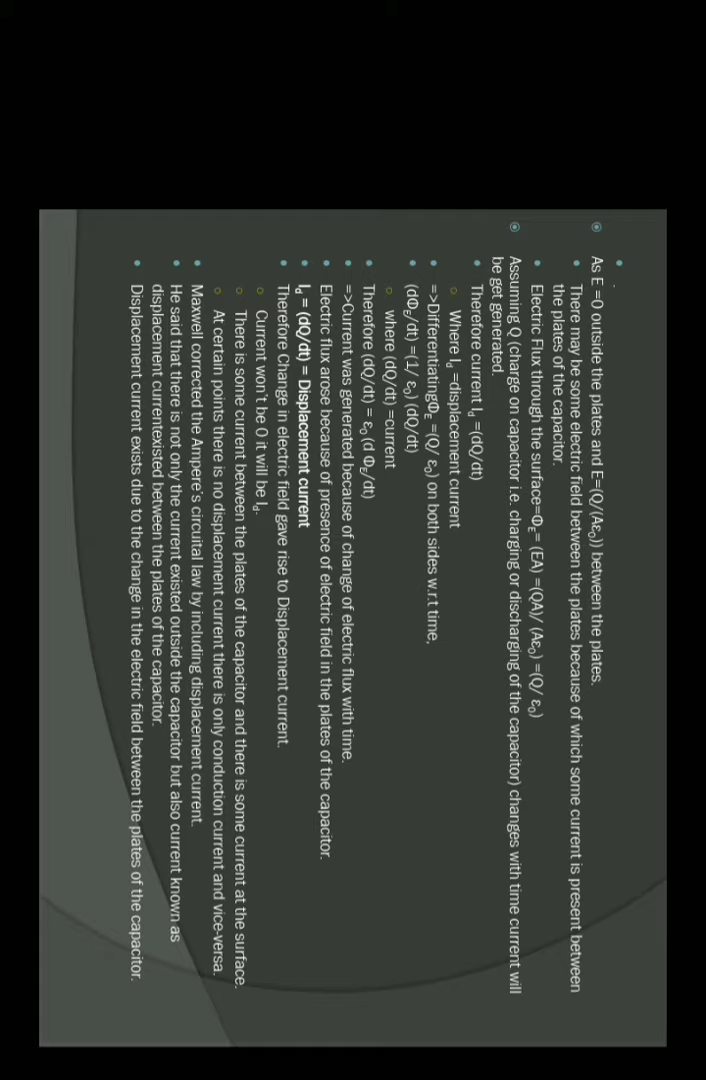 .
As E =0 outside the plates and E=(Q/(Aε₀)) between the plates.
There may be some electric field between the plates because of which some current is present between
the plates of the capacitor.
Electric Flux through the surface=Φ_E= (EA) =(QA)/ (Aε₀) =(Q/ ε₀)
Assuming Q (charge on capacitor i.e. charging or discharging of the capacitor) changes with time current will
be get generated.
Therefore current I_d =(dQ/dt)
Where I_d =displacement current
=>DifferentiatingΦ_E =(Q/ ε₀) on both sides w.r.t time,
(dΦ_E/dt) =(1/ ε₀) (dQ/dt)
where (dQ/dt) =current
Therefore (dQ/dt) = ε₀ (d Φ_E/dt)
=>Current was generated because of change of electric flux with time.
Electric flux arose because of presence of electric field in the plates of the capacitor.
I_d = (dQ/dt) = Displacement current
Therefore Change in electric field gave rise to Displacement current.
Current won't be 0 it will be I_d.
There is some current between the plates of the capacitor and there is some current at the surface.
At certain points there is no displacement current there is only conduction current and vice-versa.
Maxwell corrected the Ampere's circuital law by including displacement current.
He said that there is not only the current existed outside the capacitor but also current known as
displacement currentexisted between the plates of the capacitor.
Displacement current exists due to the change in the electric field between the plates of the capacitor.